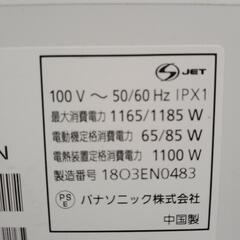 JET
100 V ～ 50/60 Hz IPX1
最大消費電力 1165/1185 W
電動機定格消費電力 65/85 W
電熱装置定格消費電力 1100 W
製造番号 18O3EN0483
PS
E
パナソニック株式会社
中国製
N